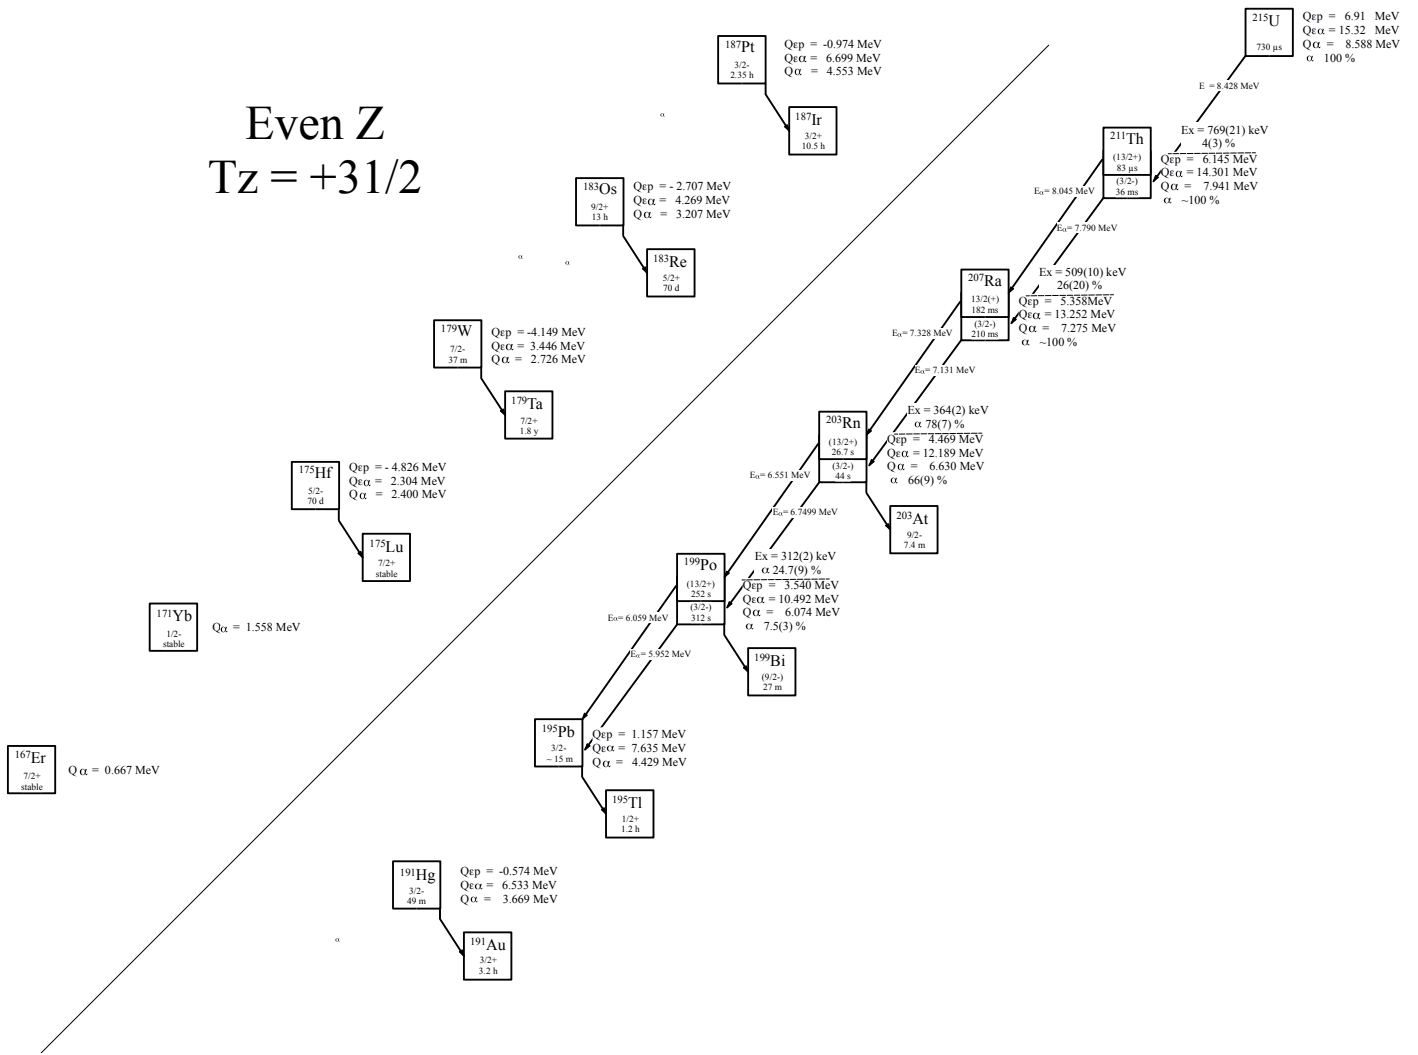 Even Z
Tz = +31/2
187Pt
3/2-
2.35 h
Qεp = -0.974 MeV
Qεα = 6.699 MeV
Qα = 4.553 MeV
187Ir
3/2+
10.5 h
α
183Os
9/2+
13 h
Qεp = - 2.707 MeV
Qεα = 4.269 MeV
Qα = 3.207 MeV
183Re
5/2+
70 d
α
α
179W
7/2-
37 m
Qεp = -4.149 MeV
Qεα = 3.446 MeV
Qα = 2.726 MeV
179Ta
7/2+
1.8 y
175Hf
5/2-
70 d
Qεp = - 4.826 MeV
Qεα = 2.304 MeV
Qα = 2.400 MeV
175Lu
7/2+
stable
171Yb
1/2-
stable
Qα = 1.558 MeV
167Er
7/2+
stable
Qα = 0.667 MeV
215U
730 µs
Qεp = 6.91 MeV
Qεα = 15.32 MeV
Qα = 8.588 MeV
α 100 %
E = 8.428 MeV
211Th
(13/2+)
83 µs
(3/2-)
36 ms
Ex = 769(21) keV
4(3) %
Qεp = 6.145 MeV
Qεα = 14.301 MeV
Qα = 7.941 MeV
α ~100 %
Eα= 8.045 MeV
Eα= 7.790 MeV
207Ra
13/2(+)
182 ms
(3/2-)
210 ms
Ex = 509(10) keV
26(20) %
Qεp = 5.358MeV
Qεα = 13.252 MeV
Qα = 7.275 MeV
α ~100 %
Eα= 7.328 MeV
Eα= 7.131 MeV
203Rn
(13/2+)
26.7 s
(3/2-)
44 s
Ex = 364(2) keV
α 78(7) %
Qεp = 4.469 MeV
Qεα = 12.189 MeV
Qα = 6.630 MeV
α 66(9) %
203At
9/2-
7.4 m
Eα= 6.551 MeV
Eα= 6.7499
199Po
(13/2+)
252 s
(3/2-)
312 s
Ex = 312(2) keV
α 24.7(9) %
Qεp = 3.540 MeV
Qεα = 10.492 MeV
Qα = 6.074 MeV
α 7.5(3) %
199Bi
(9/2-)
27 m
Eα= 6.059 MeV
Eα= 5.952 MeV
195Pb
3/2-
~ 15 m
Qεp = 1.157 MeV
Qεα = 7.635 MeV
Qα = 4.429 MeV
195Tl
1/2+
1.2 h
191Hg
3/2-
49 m
Qεp = -0.574 MeV
Qεα = 6.533 MeV
Qα = 3.669 MeV
191Au
3/2+
3.2 h
α